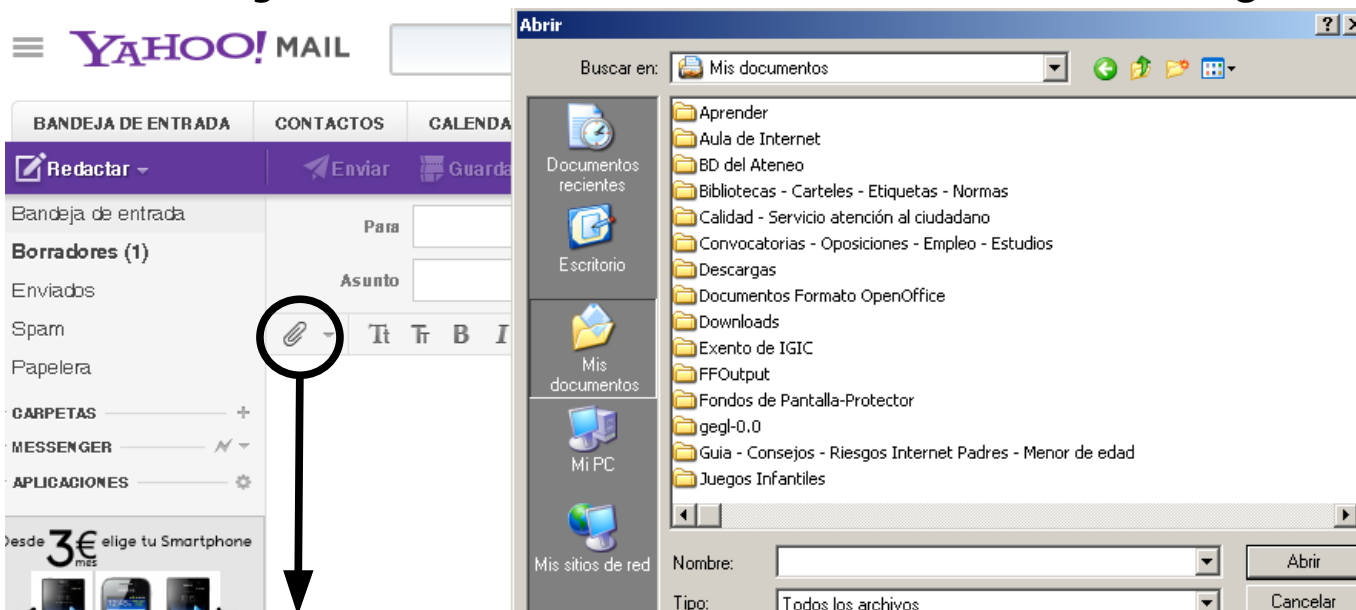 YAHOO! MAIL
BANDEJA DE ENTRADA
CONTACTOS
CALENDA
Redactar
Enviar
Guarda
Bandeja de entrada
Borradores (1)
Enviados
Spam
Papelera
CARPETAS
MESSENGER
APLICACIONES
Desde 3€ mes elige tu Smartphone
Para
Asunto
Tt Tr B I
Abrir
Buscar en:
Mis documentos
Documentos
recientes
Escritorio
Mis
documentos
Mi PC
Mis sitios de red
Aprender
Aula de Internet
BD del Ateneo
Bibliotecas - Carteles - Etiquetas - Normas
Calidad - Servicio atención al ciudadano
Convocatorias - Oposiciones - Empleo - Estudios
Descargas
Documentos Formato OpenOffice
Downloads
Exento de IGIC
FFOutput
Fondos de Pantalla-Protector
gegl-0.0
Guia - Consejos - Riesgos Internet Padres - Menor de edad
Juegos Infantiles
Nombre:
Abrir
Tipo:
Todos los archivos
Cancelar